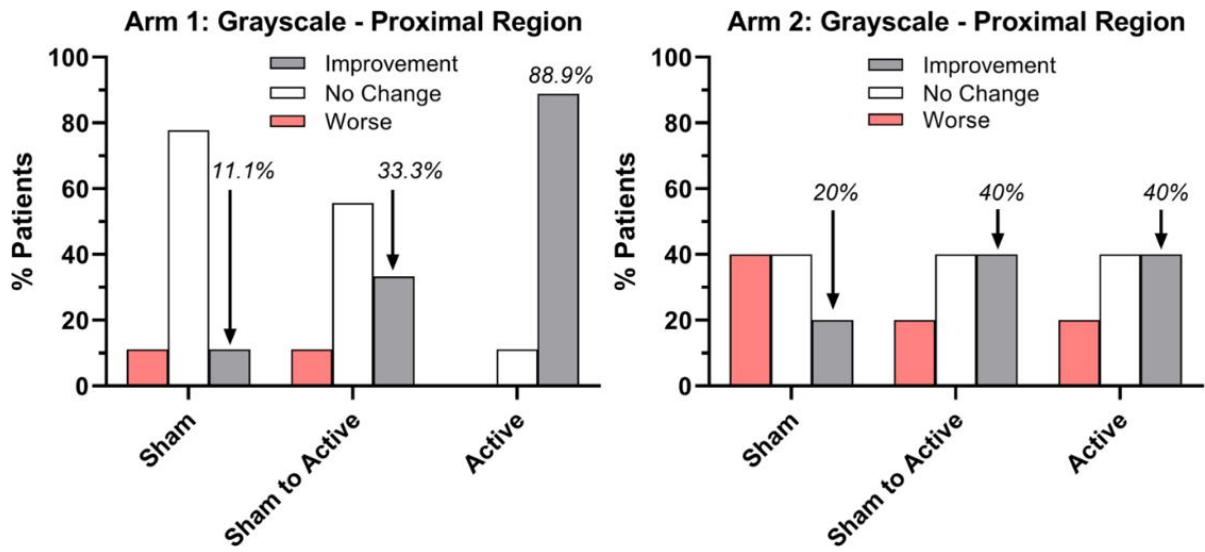 Arm 1: Grayscale - Proximal Region
% Patients
100
80
60
40
20
0
Improvement
No Change
Worse
11.1%
33.3%
88.9%
Sham
Sham to Active
Active
Arm 2: Grayscale - Proximal Region
% Patients
100
80
60
40
20
0
Improvement
No Change
Worse
20%
40%
40%
Sham
Sham to Active
Active